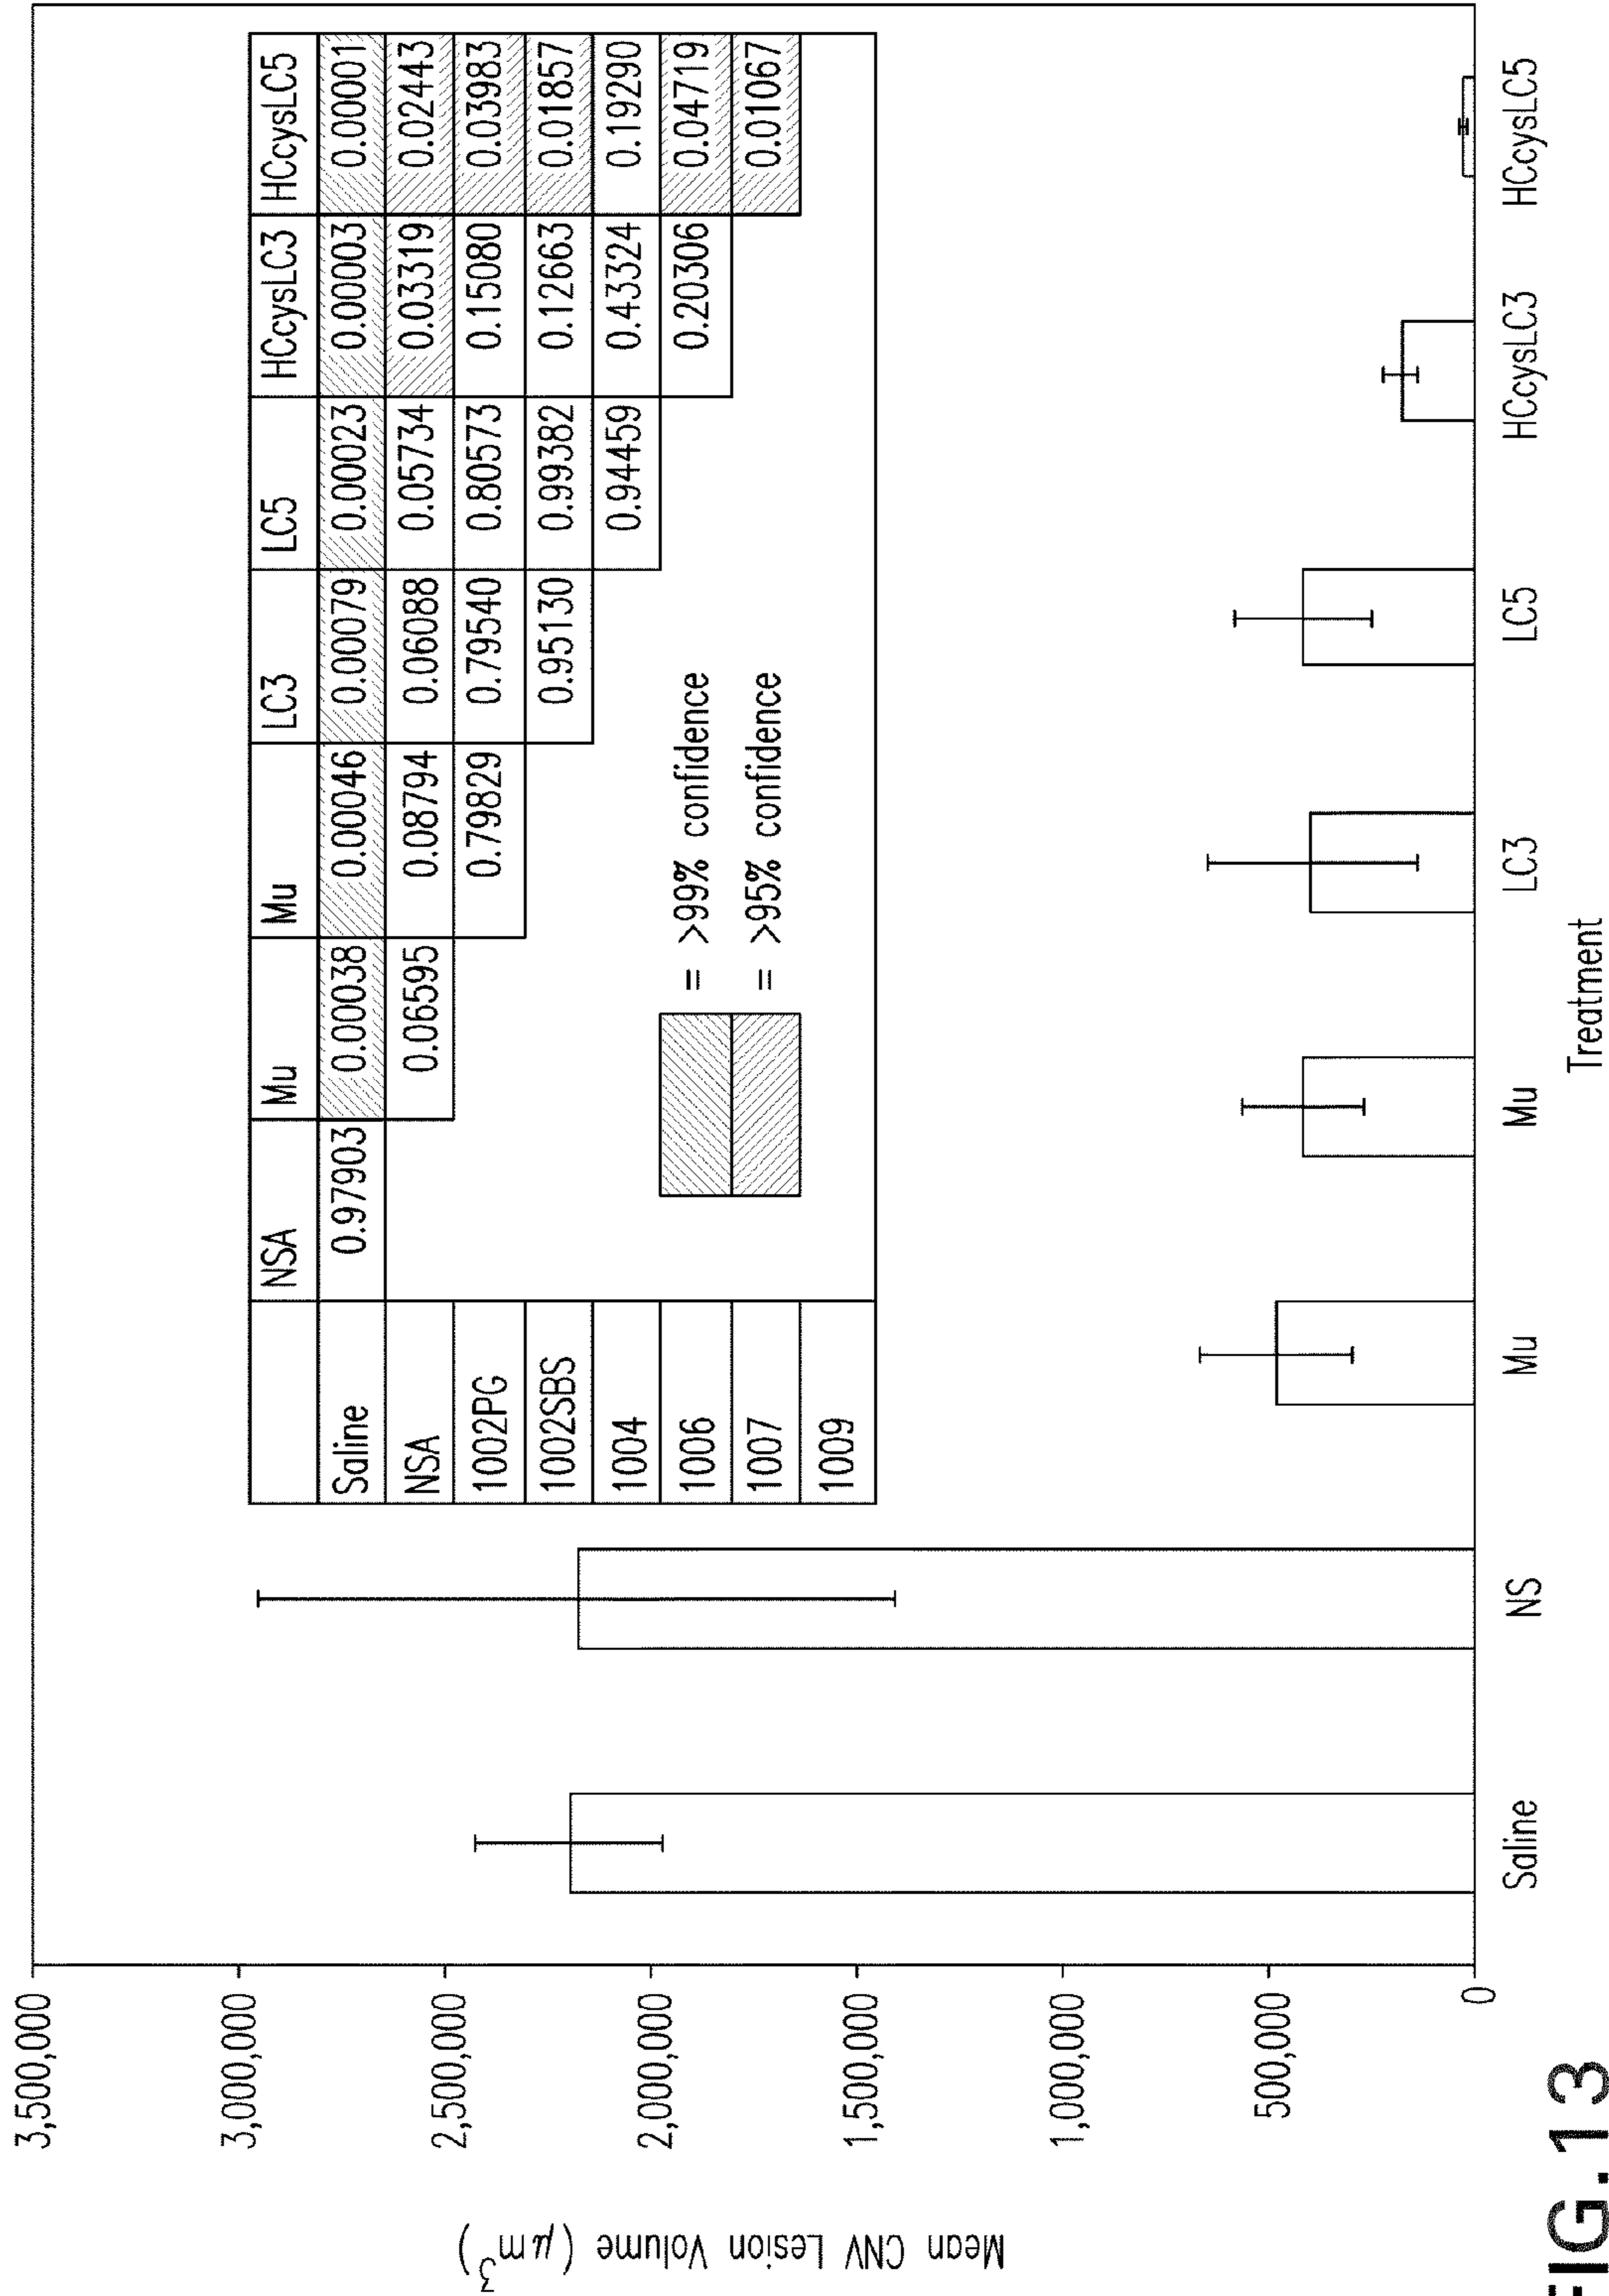 3,500,000
3,000,000
2,500,000
2,000,000
1,500,000
1,000,000
500,000
0
Mean CNV Lesion Volume (μm³)
NSA Mu Mu LC3 LC5 HCcysLC3 HCcysLC5
Saline 0.97903 0.00038 0.00046 0.00079 0.00023 0.00003 0.00001
NSA 0.06595 0.08794 0.06088 0.05734 0.03319 0.02443
1002PG 0.79829 0.79540 0.80573 0.15080 0.03983
1002SBS 0.95130 0.99382 0.12663 0.01857
1004 0.94459 0.43324 0.19290
1006 0.20306 0.04719
1007 0.01067
1009
= >99% confidence
= >95% confidence
Saline NS Mu Mu LC3 LC5 HCcysLC3 HCcysLC5
Treatment
FIG.13